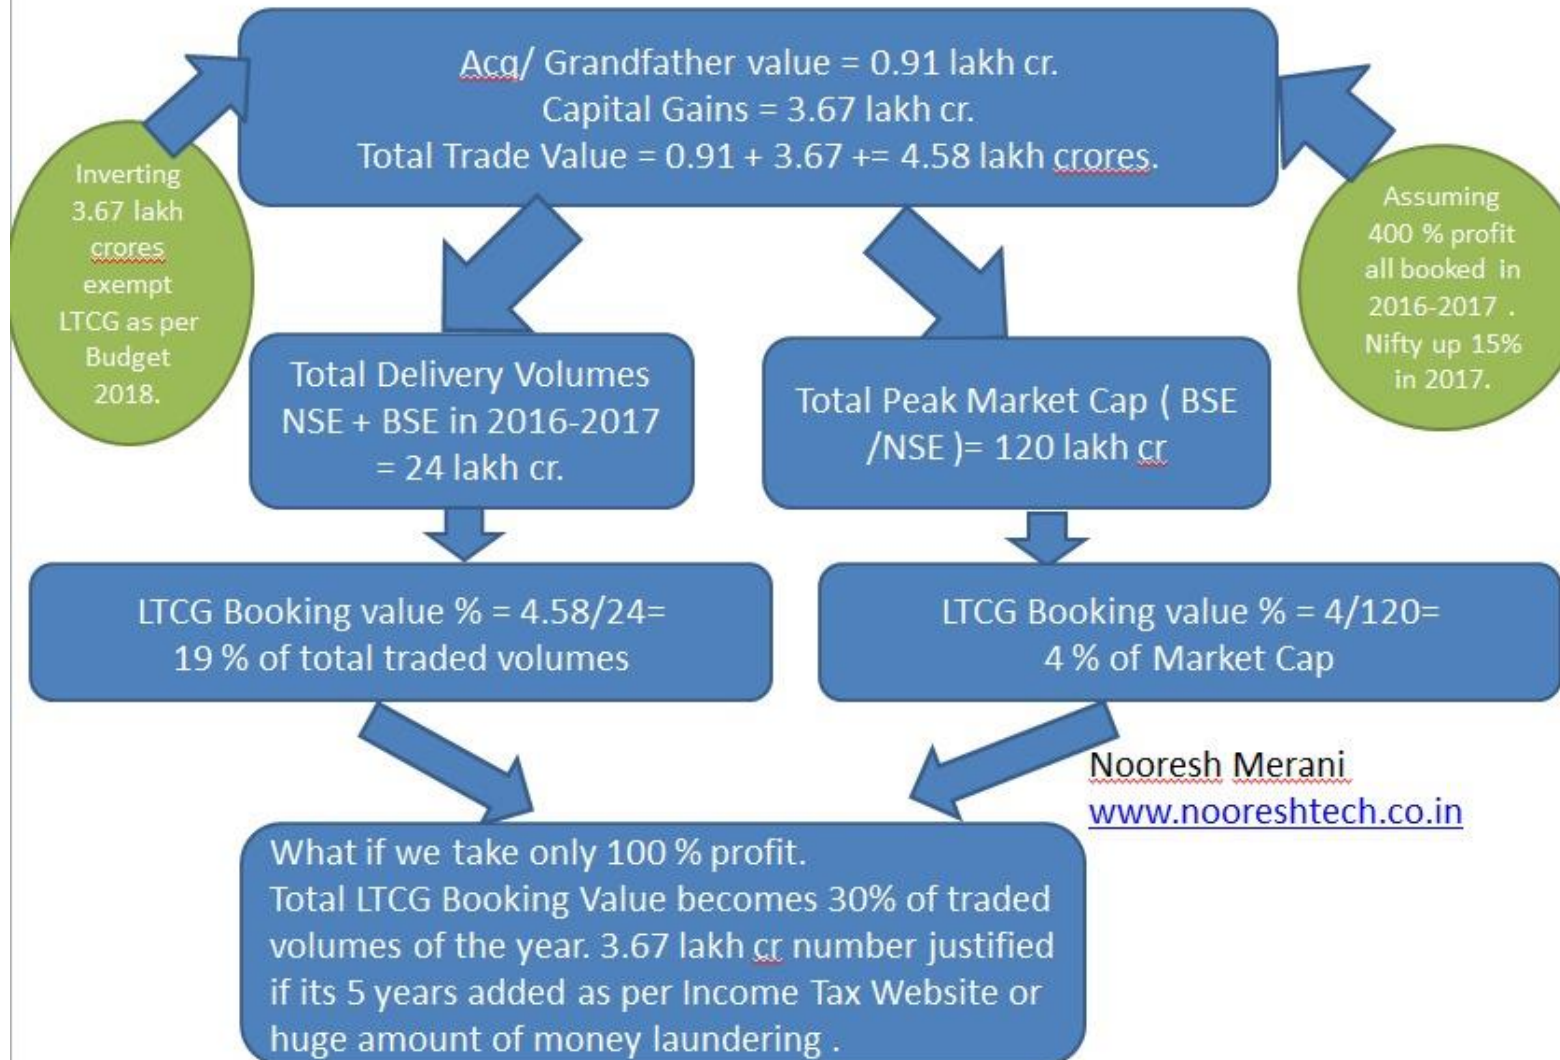 Acq/ Grandfather value = 0.91 lakh cr.
Capital Gains = 3.67 lakh cr.
Total Trade Value = 0.91 + 3.67 += 4.58 lakh crores.
Inverting
3.67 lakh
crores
exempt
LTCG as per
Budget
2018.
Assuming
400 % profit
all booked in
2016-2017 .
Nifty up 15%
in 2017.
Total Delivery Volumes
NSE + BSE in 2016-2017
= 24 lakh cr.
Total Peak Market Cap ( BSE
/NSE )= 120 lakh cr
LTCG Booking value % = 4.58/24=
19 % of total traded volumes
LTCG Booking value % = 4/120=
4 % of Market Cap
Nooresh Merani
www.nooreshtech.co.in
What if we take only 100 % profit.
Total LTCG Booking Value becomes 30% of traded
volumes of the year. 3.67 lakh cr number justified
if its 5 years added as per Income Tax Website or
huge amount of money laundering .